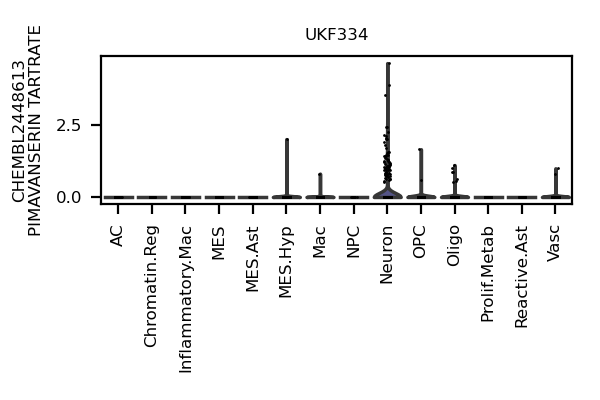 UKF334
CHEMBL2448613
PIMAVANSERIN TARTRATE
2.5
0.0
AC
Chromatin.Reg
Inflammatory.Mac
MES
MES.Ast
MES.Hyp
Mac
NPC
Neuron
OPC
Oligo
Prolif.Metab
Reactive.Ast
Vasc